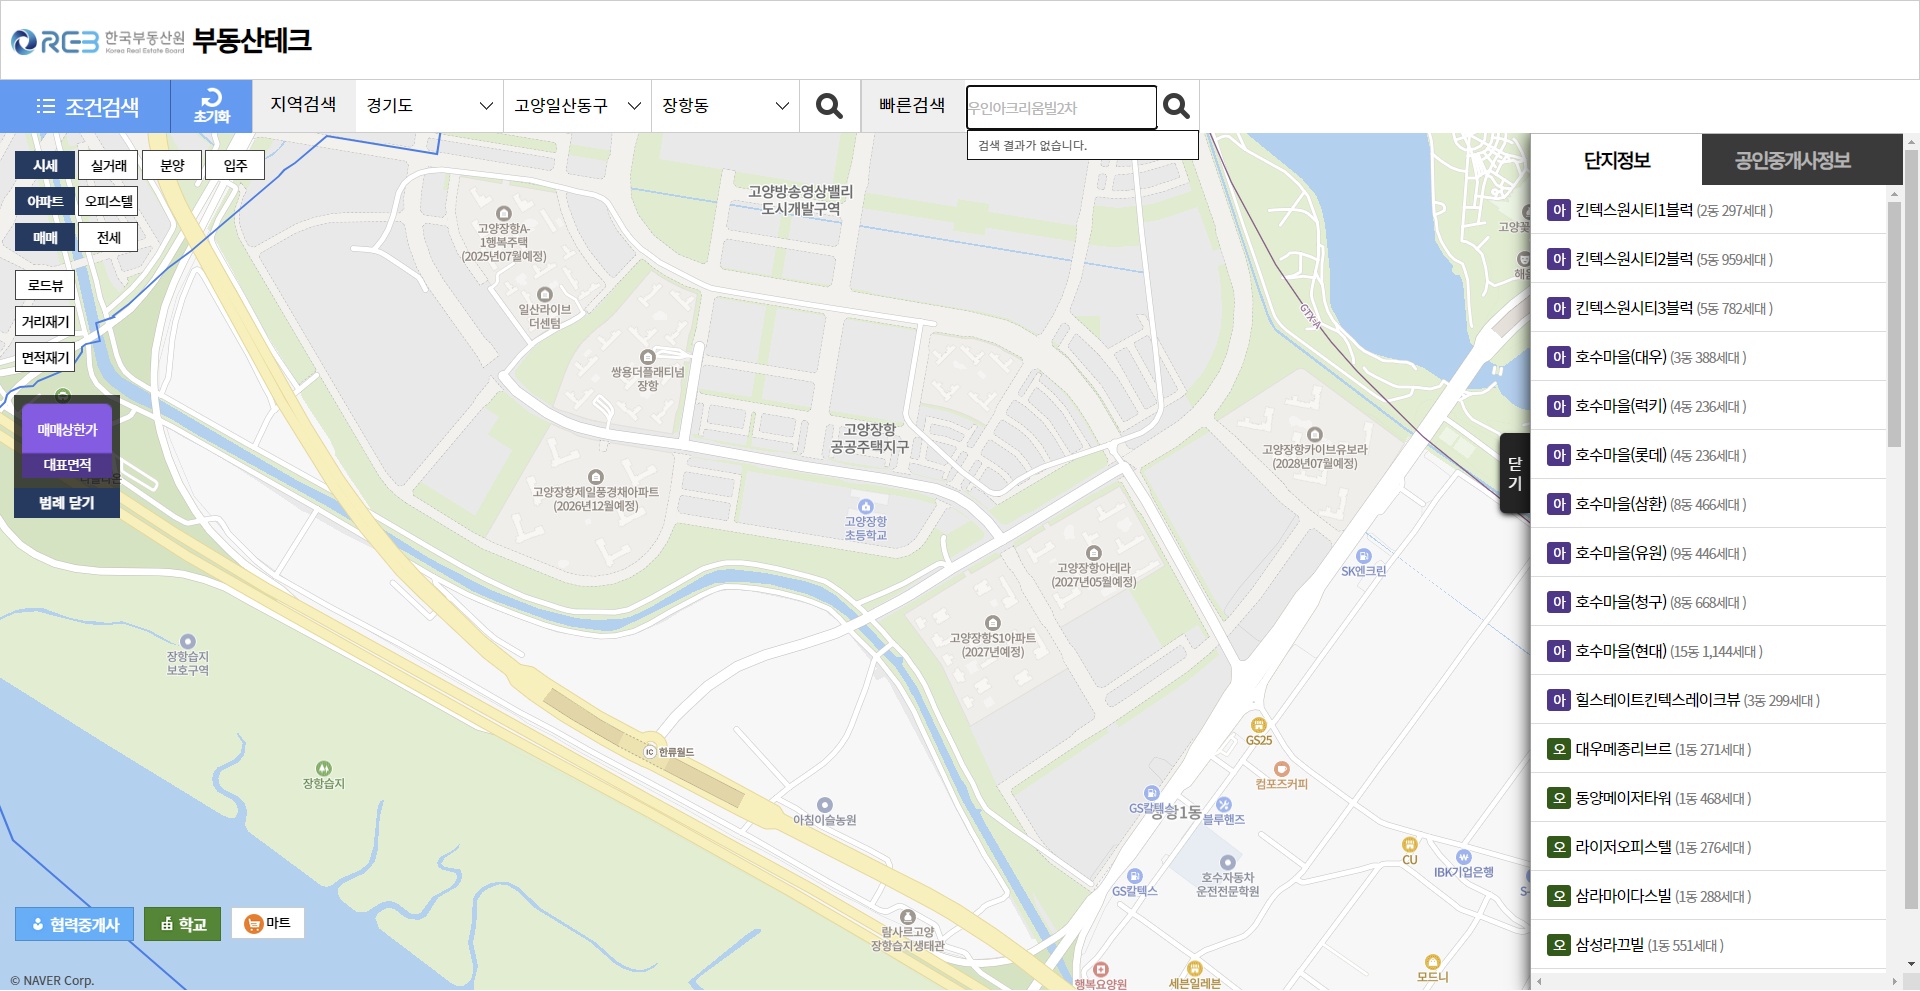 REB 한국부동산원 부동산테크
Korea Real Estate Board
조건검색
초기화
지역검색
경기도
고양일산동구
장항동
빠른검색
우인아크리움빌2차
검색 결과가 없습니다.
시세 실거래 분양 입주
아파트 오피스텔
매매 전세
로드뷰
거리재기
면적재기
매매상한가
대표면적
범례 닫기
고양방송영상밸리
도시개발구역
고양장항A-
1행복주택
(2025년07월예정)
일산라이브
더센텀
쌍용더플래티넘
장항
고양장항
공공주택지구
고양장항제일풍경채아파트
(2026년12월예정)
고양장항
초등학교
고양장항카이브유보라
(2028년07월예정)
GTX-A
고양장항아테라
(2027년05월예정)
고양장항S1아파트
(2027년예정)
SK엔크린
장항습지
보호구역
장항습지
IC 한류월드
아침이슬농원
GS25
컴포즈커피
GS칼텍스
장항1동
블루핸즈
CU
IBK기업은행
GS칼텍스
호수자동차
운전전문학원
람사르고양
장항습지생태관
행복요양원
세븐일레븐
모드니
협력중개사
학교
마트
© NAVER Corp.
닫
기
단지정보
공인중개사정보
아 킨텍스원시티1블럭 (2동 297세대 )
아 킨텍스원시티2블럭 (5동 959세대 )
아 킨텍스원시티3블럭 (5동 782세대 )
아 호수마을(대우) (3동 388세대 )
아 호수마을(럭키) (4동 236세대 )
아 호수마을(롯데) (4동 236세대 )
아 호수마을(삼환) (8동 466세대 )
아 호수마을(유원) (9동 446세대 )
아 호수마을(청구) (8동 668세대 )
아 호수마을(현대) (15동 1,144세대 )
아 힐스테이트킨텍스레이크뷰 (3동 299세대 )
오 대우메종리브르 (1동 271세대 )
오 동양메이저타워 (1동 468세대 )
오 라이저오피스텔 (1동 276세대 )
오 삼라마이다스빌 (1동 288세대 )
오 삼성라끄빌 (1동 551세대 )